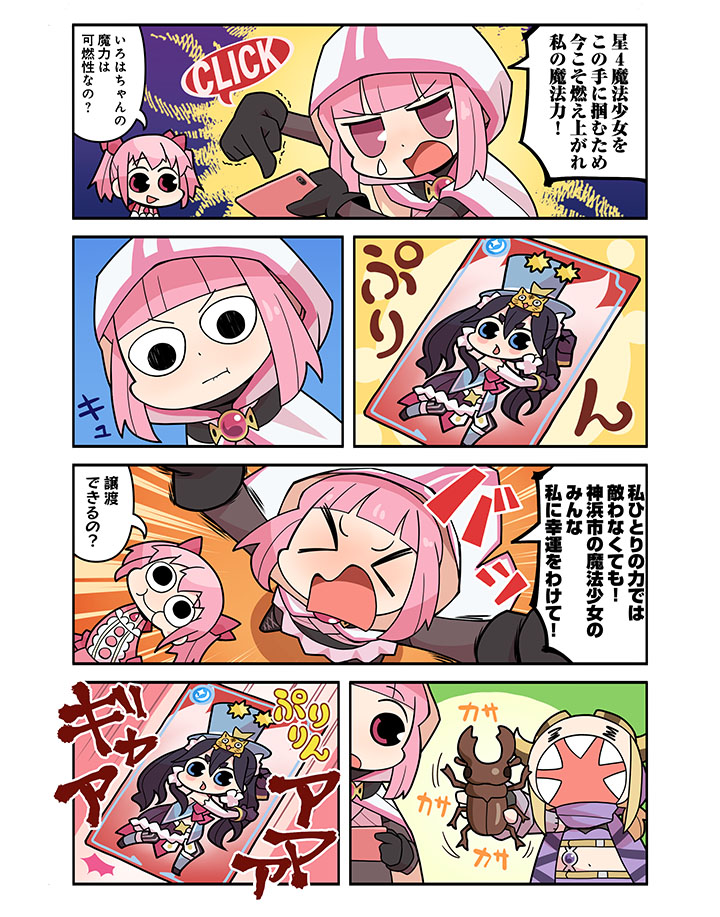 星4魔法少女を
この手に掴むため
今こそ燃え上がれ
私の魔法力！
CLICK
いろはちゃんの
魔力は
可燃性なの？
ぷりん
キュ
私ひとりの力では
敵わなくても！
神浜市の魔法少女の
みんな
私に幸運をわけて！
バッ
譲渡
できるの？
カサ
カサ
カサ
ぷりりん
ギャアアアア